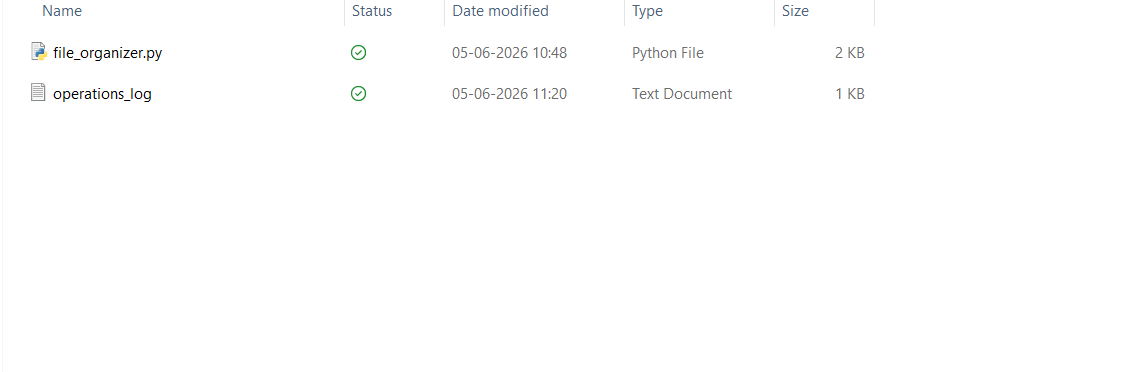 Name Status Date modified Type Size
file_organizer.py 05-06-2026 10:48 Python File 2 KB
operations_log 05-06-2026 11:20 Text Document 1 KB